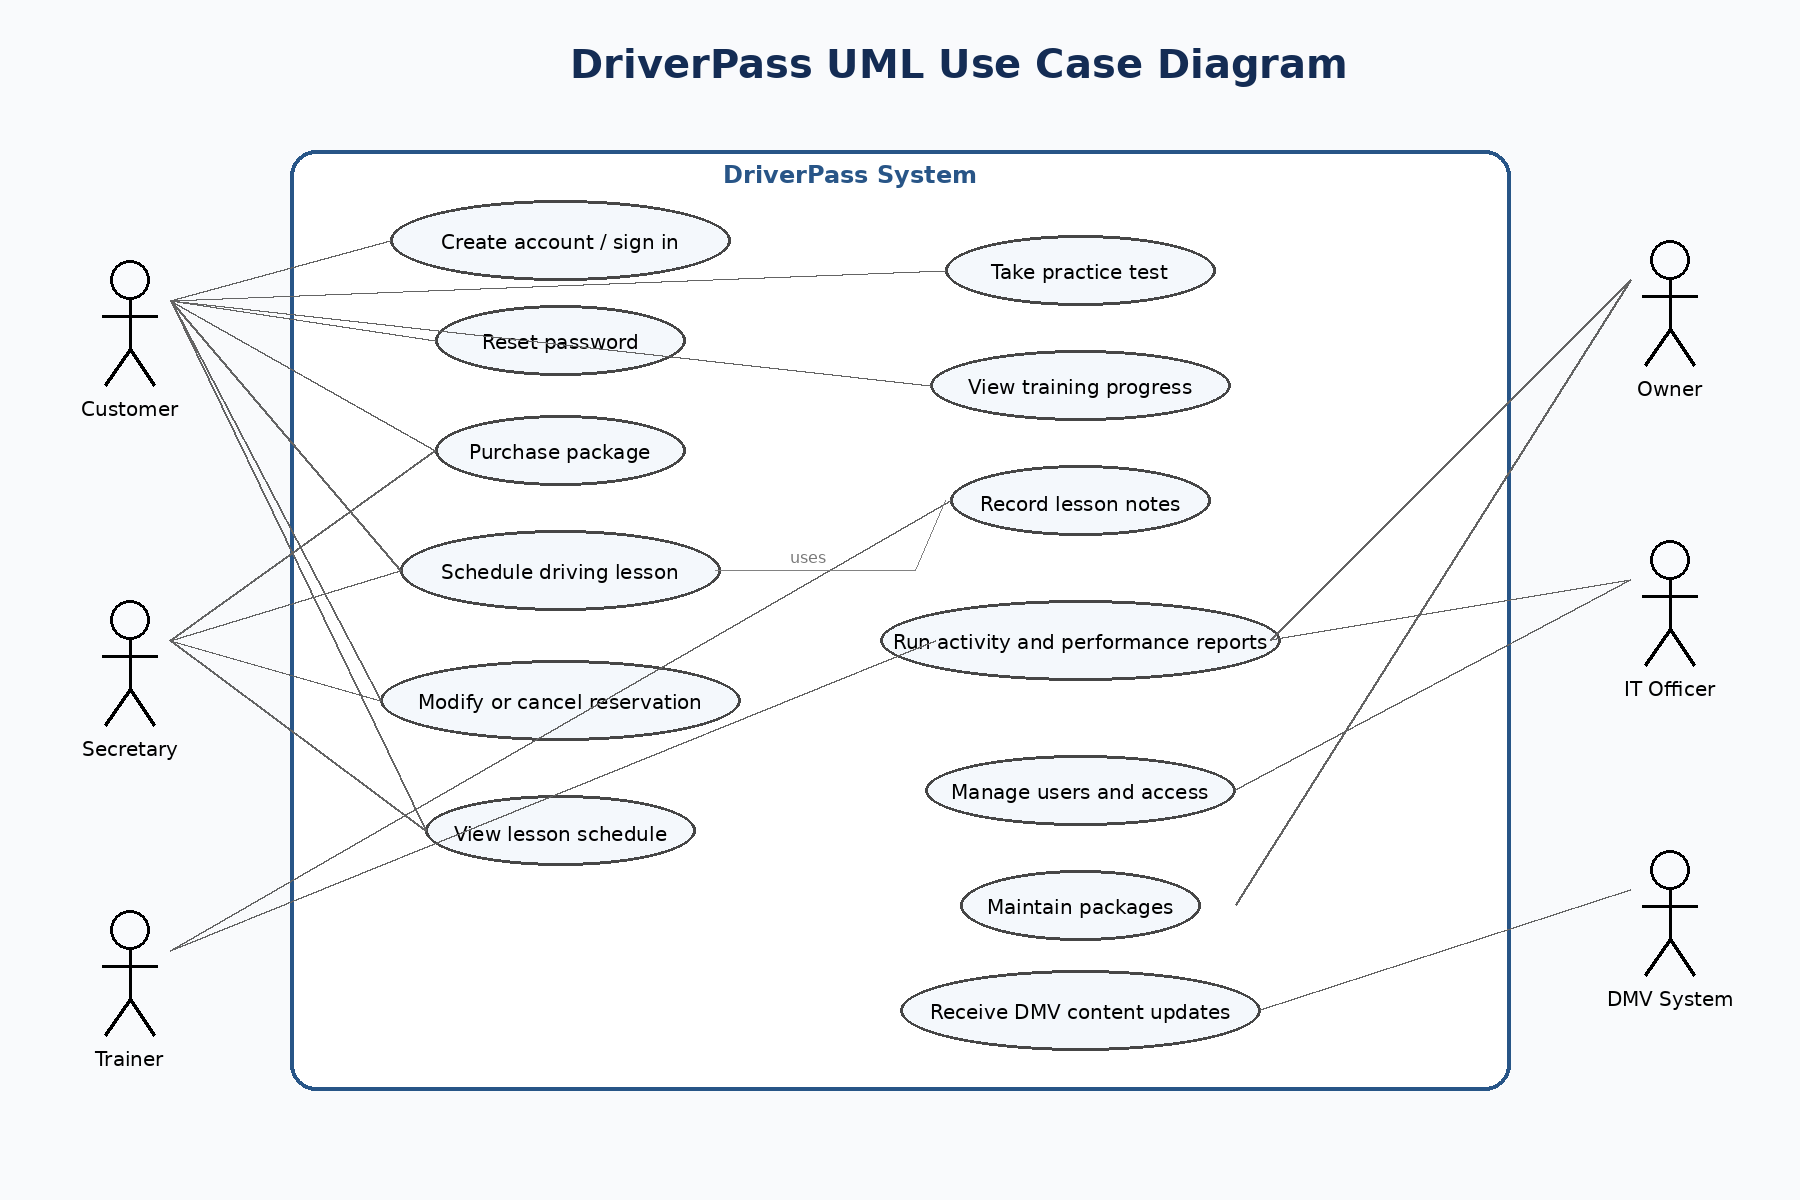 DriverPass UML Use Case Diagram
DriverPass System
Create account / sign in
Take practice test
Reset password
View training progress
Purchase package
Record lesson notes
uses
Schedule driving lesson
Run activity and performance reports
Modify or cancel reservation
Manage users and access
View lesson schedule
Maintain packages
Receive DMV content updates
Customer
Secretary
Trainer
Owner
IT Officer
DMV System